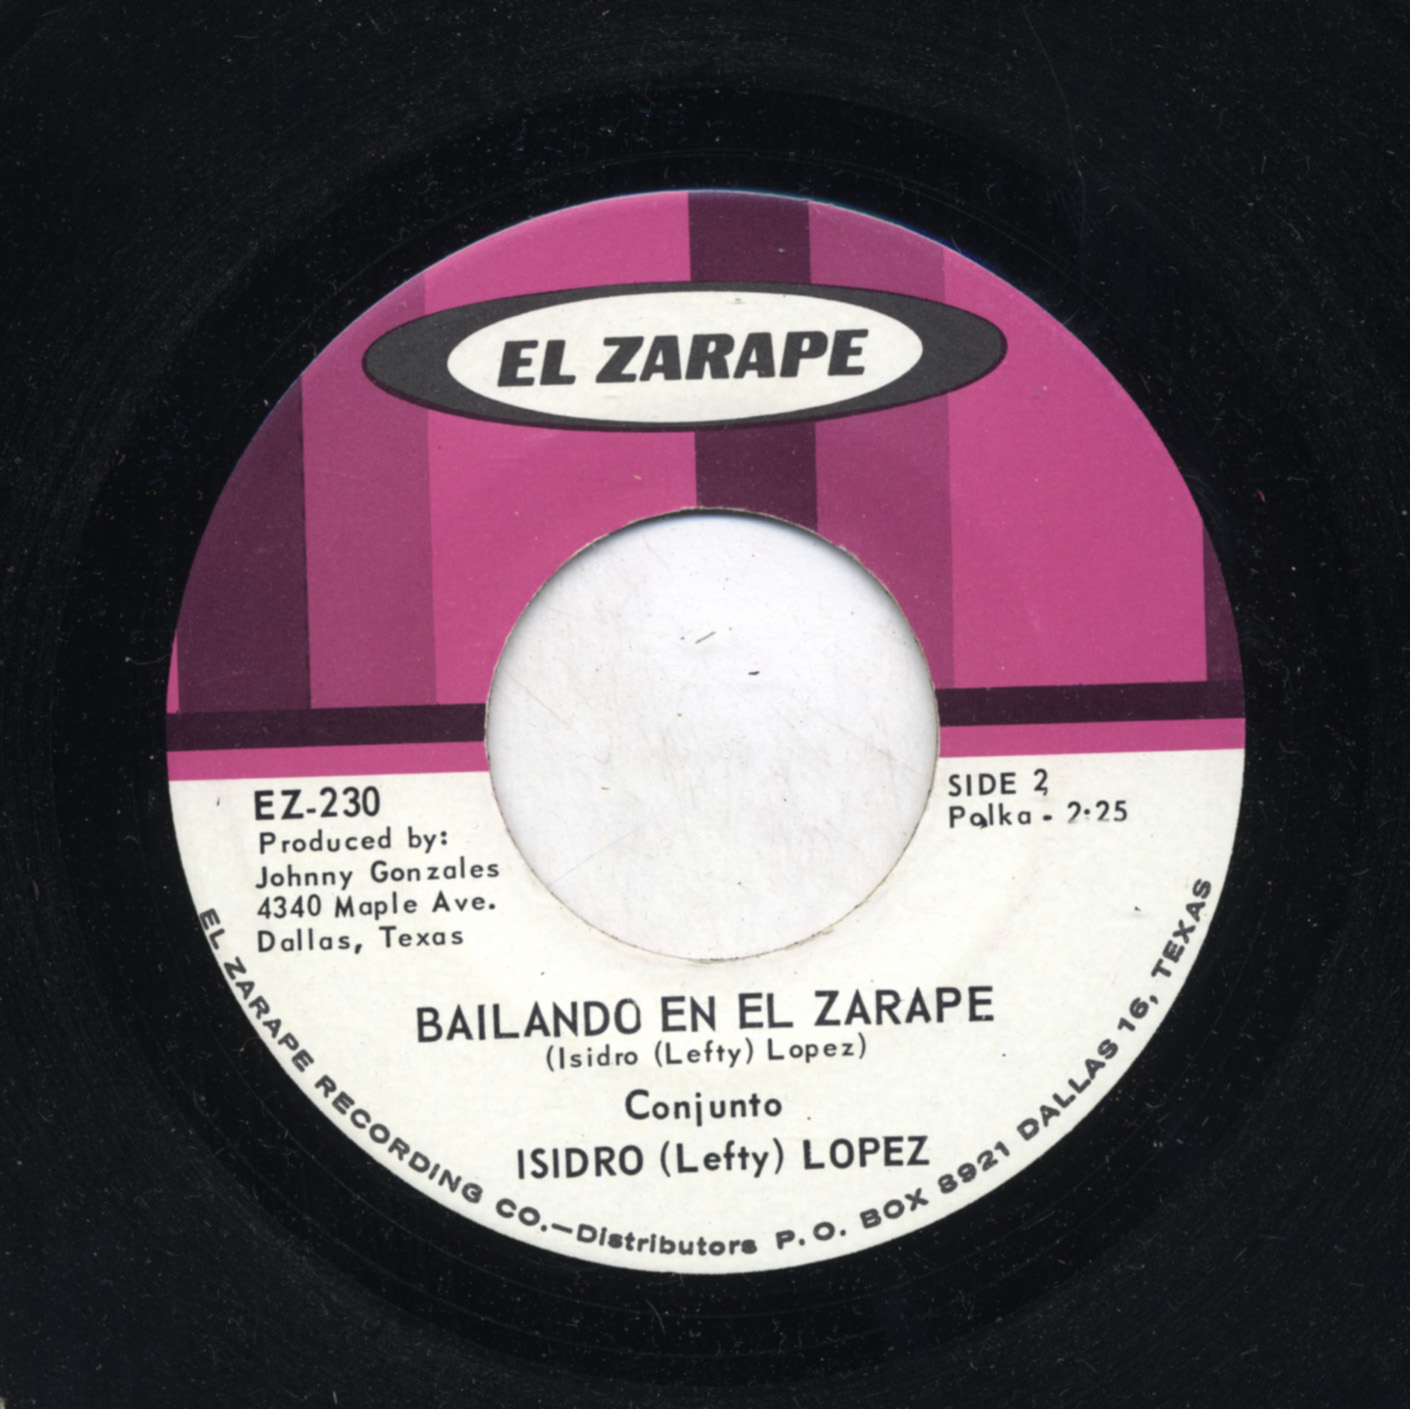 EL ZARAPE
EZ-230
Produced by:
Johnny Gonzales
4340 Maple Ave.
Dallas, Texas
SIDE 2
Polka - 2:25
BAILANDO EN EL ZARAPE
(Isidro (Lefty) Lopez)
Conjunto
ISIDRO (Lefty) LOPEZ
EL ZARAPE RECORDING CO.—Distributors P.O. BOX 8921 DALLAS 16, TEXAS